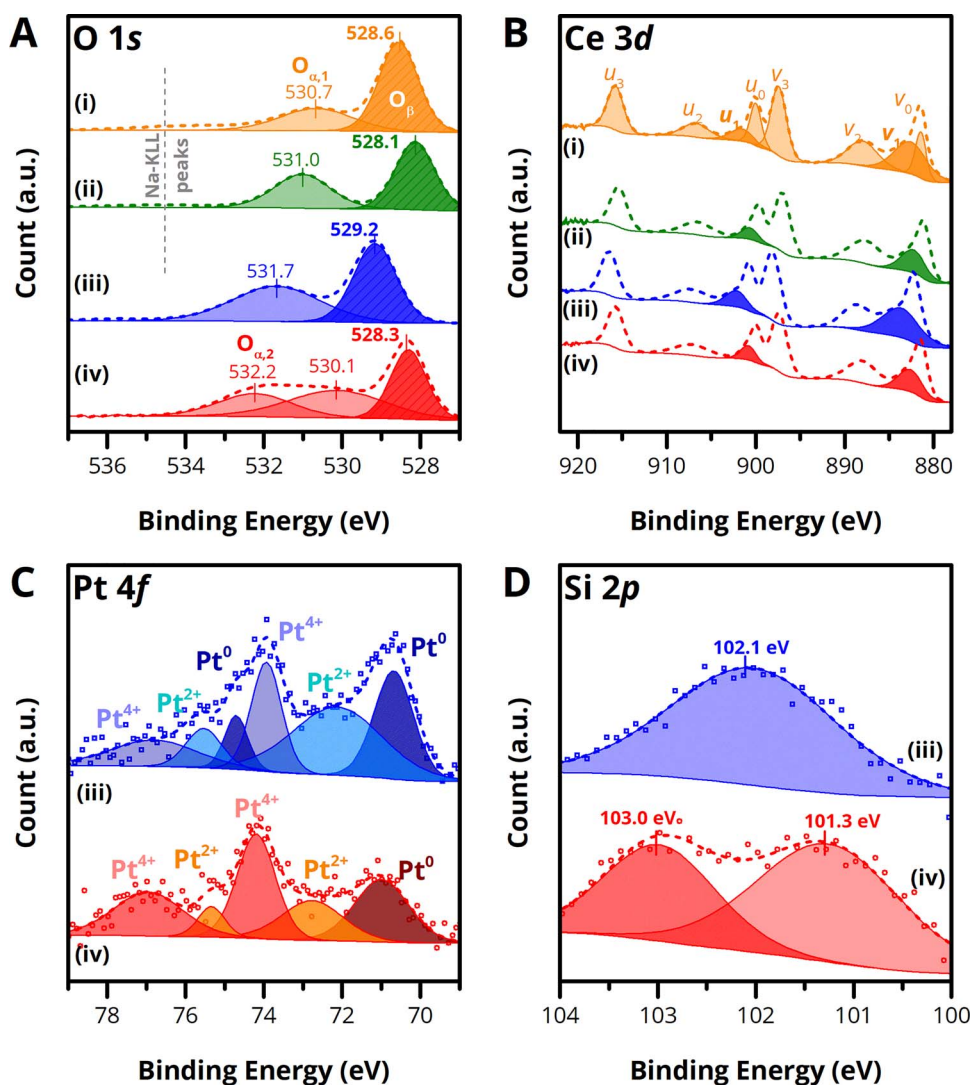 A O 1s
528.6
Oα,1
530.7
Oβ
(i)
Na-KLL
peaks
528.1
531.0
(ii)
529.2
531.7
(iii)
Oα,2
532.2
530.1
528.3
(iv)
Count (a.u.)
536 534 532 530 528
Binding Energy (eV)
B Ce 3d
u3 u2 u1 u0 v3 v2 v1 v0
(i)
(ii)
(iii)
(iv)
Count (a.u.)
920 910 900 890 880
Binding Energy (eV)
C Pt 4f
Pt4+ Pt2+ Pt0 Pt4+ Pt2+ Pt0
(iii)
Pt4+ Pt2+ Pt4+ Pt2+ Pt0
(iv)
Count (a.u.)
78 76 74 72 70
Binding Energy (eV)
D Si 2p
102.1 eV
(iii)
103.0 eV
101.3 eV
(iv)
Count (a.u.)
104 103 102 101 100
Binding Energy (eV)